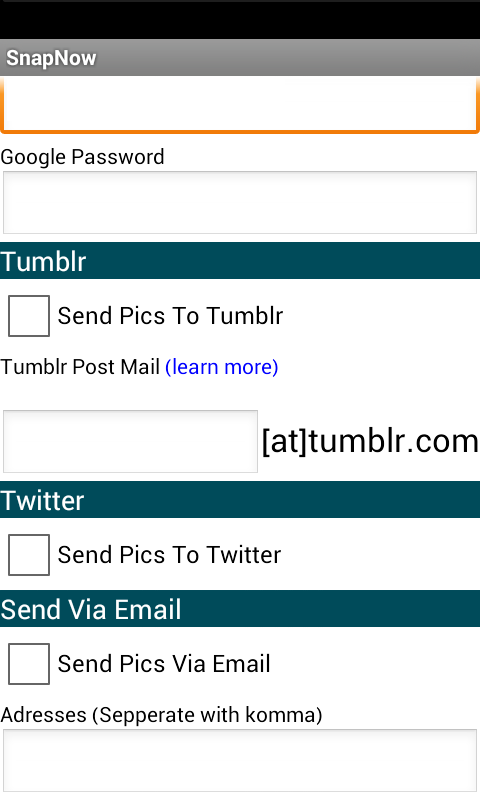 SnapNow
Google Password
Tumblr
Send Pics To Tumblr
Tumblr Post Mail (learn more)
[at]tumblr.com
Twitter
Send Pics To Twitter
Send Via Email
Send Pics Via Email
Adresses (Sepperate with komma)